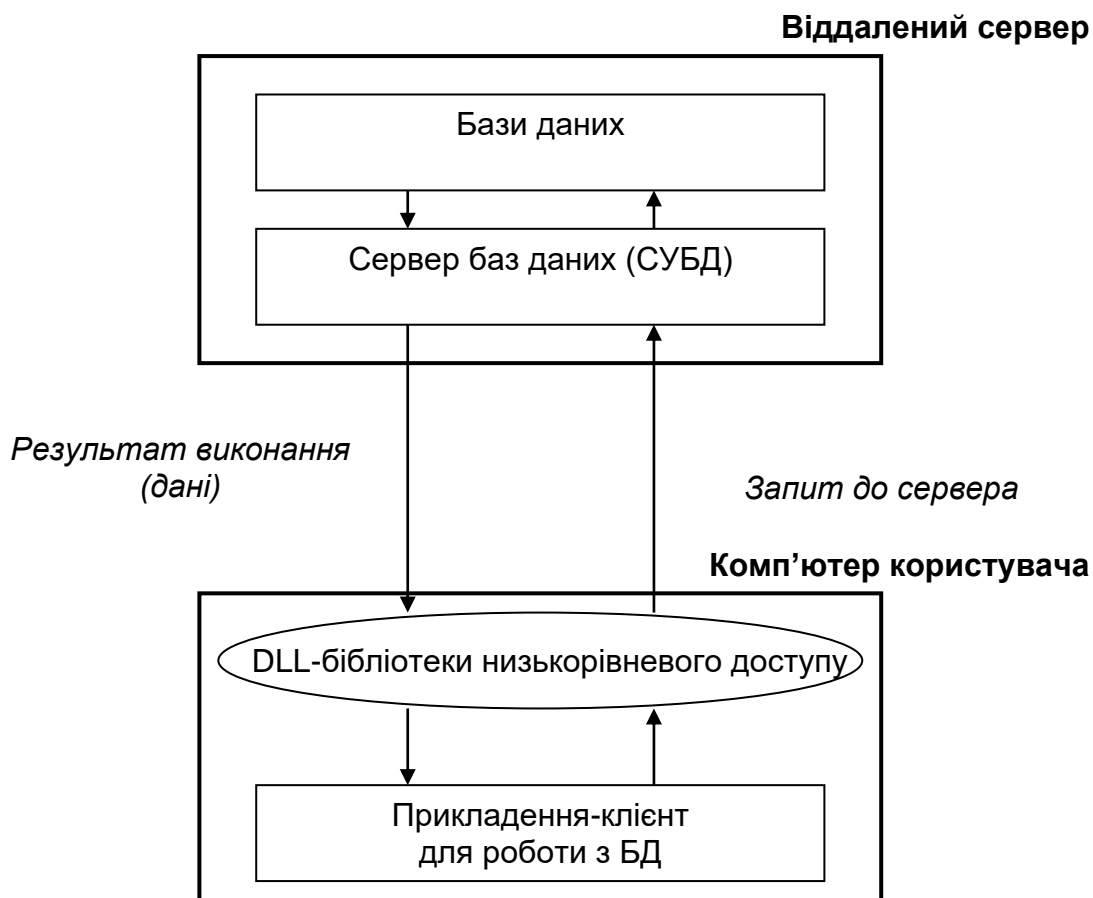 Віддалений сервер
Бази даних
Сервер баз даних (СУБД)
Результат виконання
(дані)
Запит до сервера
Комп’ютер користувача
DLL-бібліотеки низькорівневого доступу
Прикладення-клієнт
для роботи з БД